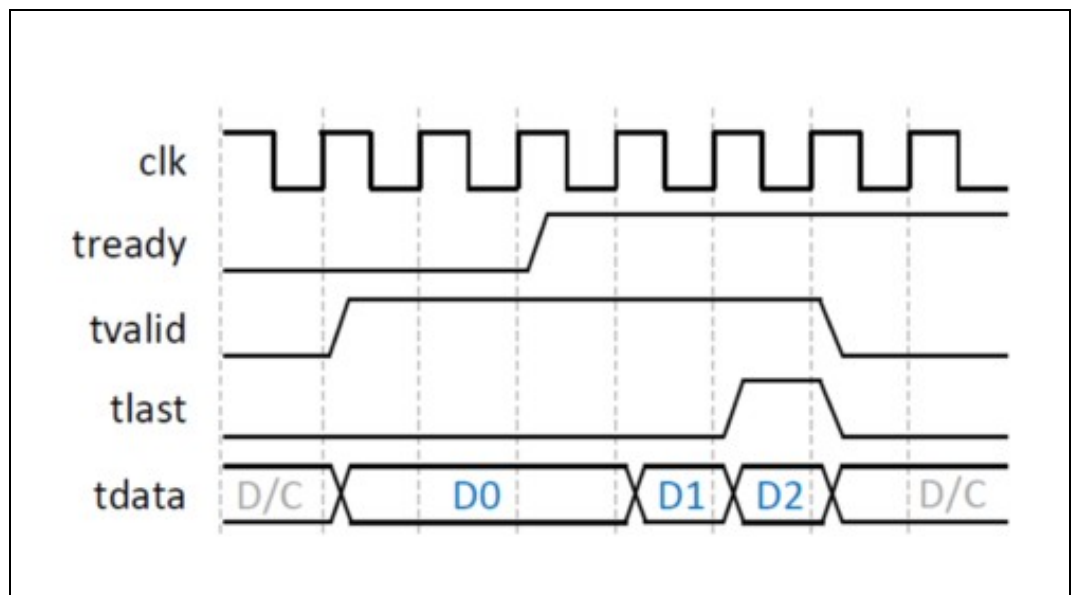 clk
tready
tvalid
tlast
tdata D/C D0 D1 D2 D/C